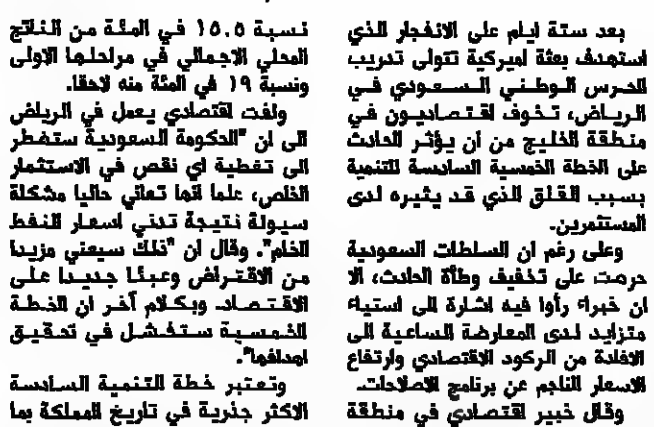 بعد ستة ايام على الانفجار الذي
استهدف بعثة اميركية تتولى تدريب
الحرس الوطني السعودي في
الرياض، تخوف اقتصاديون في
منطقة الخليج من أن يؤثر الحادث
على الخطة الخمسية السادسة للتنمية
بسبب القلق الذي قد يثيره لدى
المستثمرين.
وعلى رغم ان السلطات السعودية
حرصت على تخفيف وطأة الحادث، الا
ان خبراء رأوا فيه اشارة الى استياء
متزايد لدى المعارضة الساعية الى
الافادة من الركود الاقتصادي وارتفاع
الاسعار الناجم عن برنامج الاصلاحات.
وقال خبير اقتصادي في منطقة
نسبة ١٥.٥ في المئة من الناتج
المحلي الاجمالي في مراحلها الاولى
ونسبة ١٩ في المئة منه لاحقا.
ولفت اقتصادي يعمل في الرياض
الى ان "الحكومة السعودية ستضطر
الى تغطية اي نقص في الاستثمار
الخاص، علما انها تعاني حاليا مشكلة
سيولة نتيجة تدني اسعار النفط
الخام". وقال ان "ذلك سيعني مزيدا
من الاقتراض وعبئا جديدا على
الاقتصاد. وبكلام آخر ان الخطة
الخمسية ستفشل في تحقيق
اهدافها".
وتعتبر خطة التنمية السادسة
الاكثر جذرية في تاريخ المملكة بما